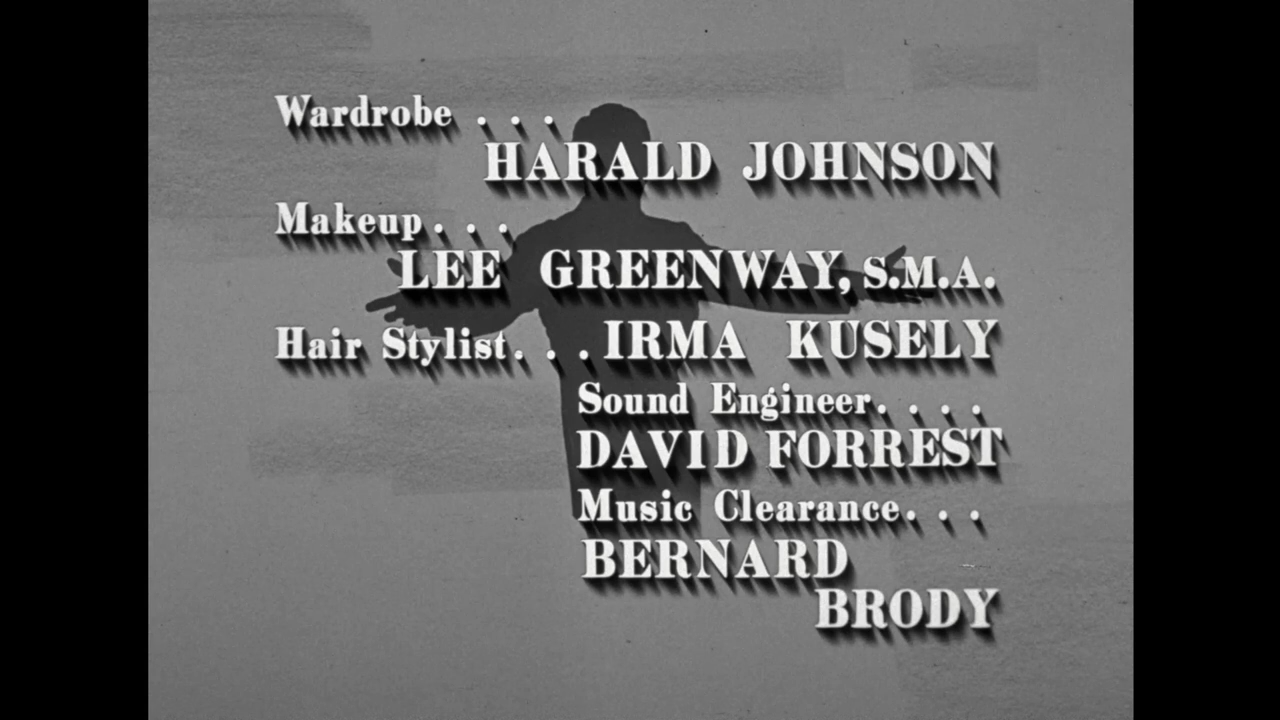 Wardrobe . . .
HARALD JOHNSON
Makeup . . .
LEE GREENWAY, S.M.A.
Hair Stylist. . . IRMA KUSELY
Sound Engineer. . . .
DAVID FORREST
Music Clearance. . .
BERNARD
BRODY